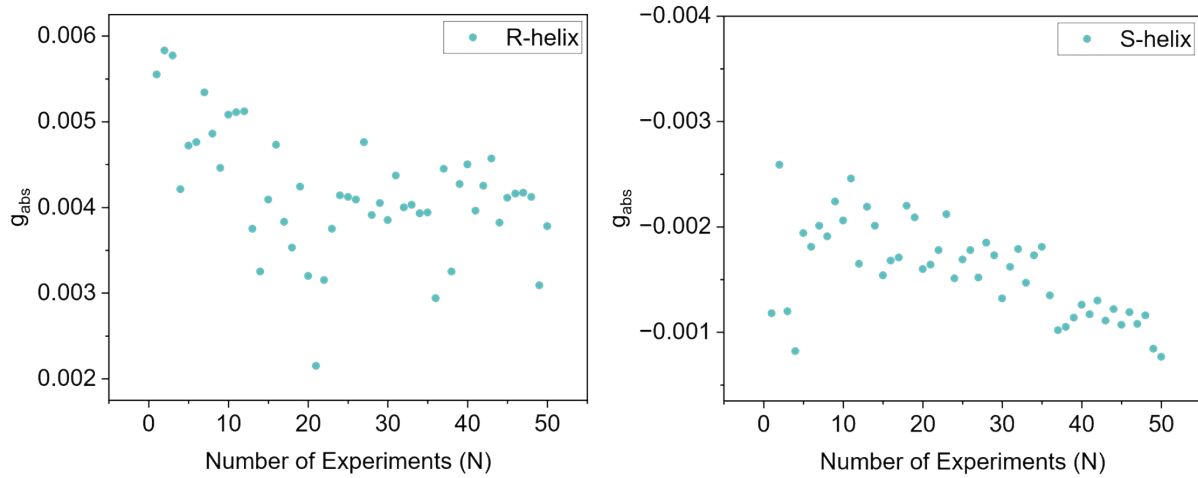 R-helix
0.006
0.005
0.004
0.003
0.002
g_abs
0 10 20 30 40 50
Number of Experiments (N)
S-helix
−0.004
−0.003
−0.002
−0.001
g_abs
0 10 20 30 40 50
Number of Experiments (N)